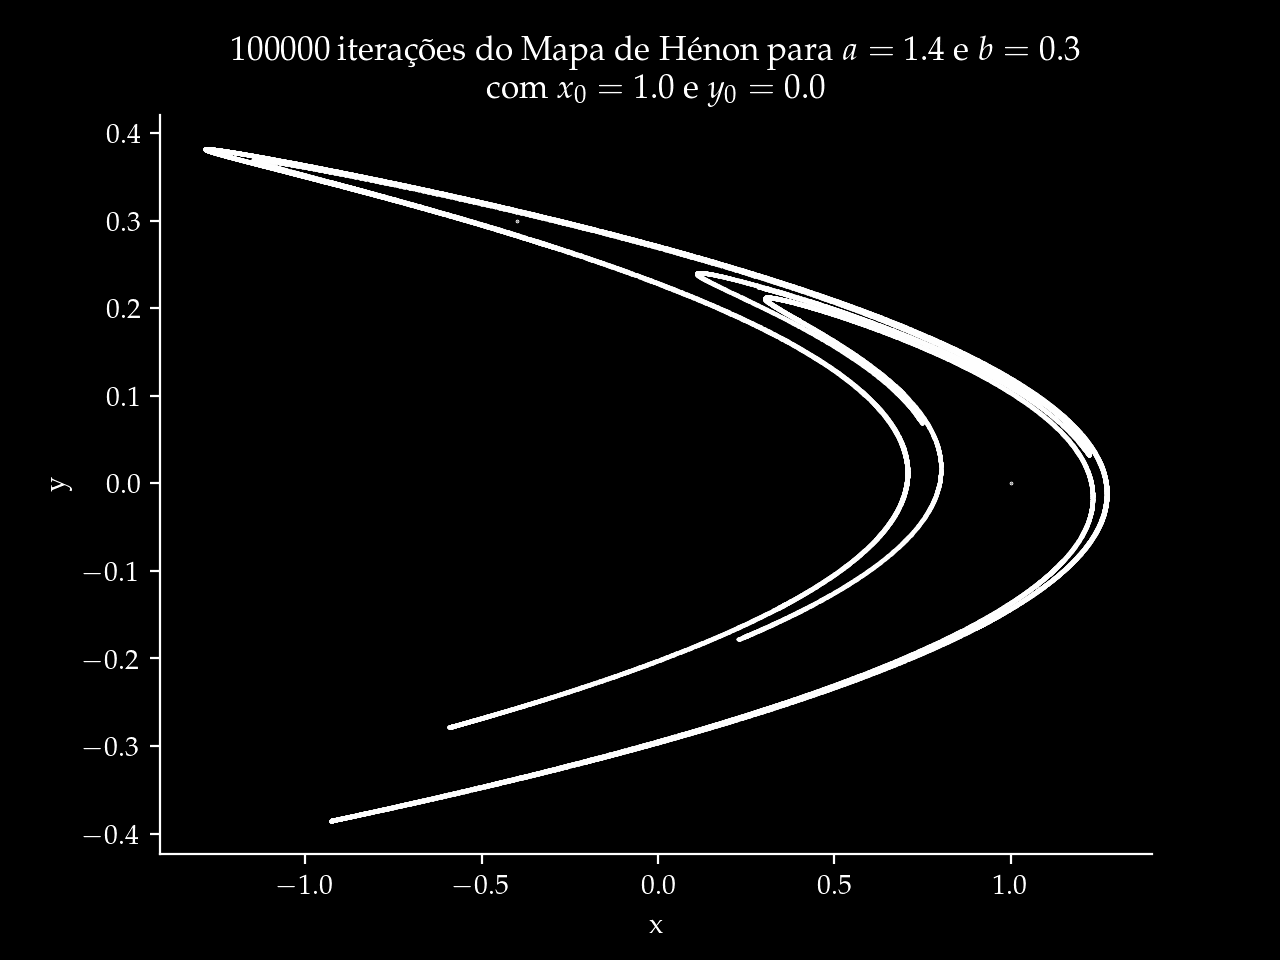 100000 iterações do Mapa de Hénon para a = 1.4 e b = 0.3
com x₀ = 1.0 e y₀ = 0.0
0.4
0.3
0.2
0.1
0.0
−0.1
−0.2
−0.3
−0.4
y
−1.0 −0.5 0.0 0.5 1.0
x